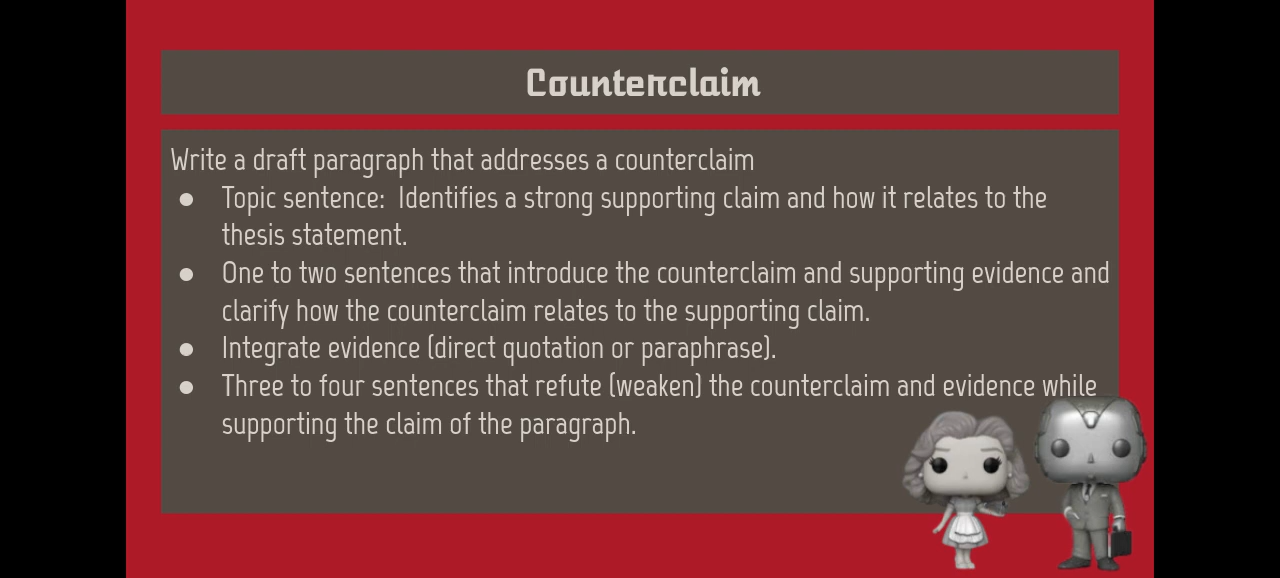 Counterclaim
Write a draft paragraph that addresses a counterclaim
● Topic sentence:  Identifies a strong supporting claim and how it relates to the
thesis statement.
● One to two sentences that introduce the counterclaim and supporting evidence and
clarify how the counterclaim relates to the supporting claim.
● Integrate evidence (direct quotation or paraphrase).
● Three to four sentences that refute (weaken) the counterclaim and evidence while
supporting the claim of the paragraph.